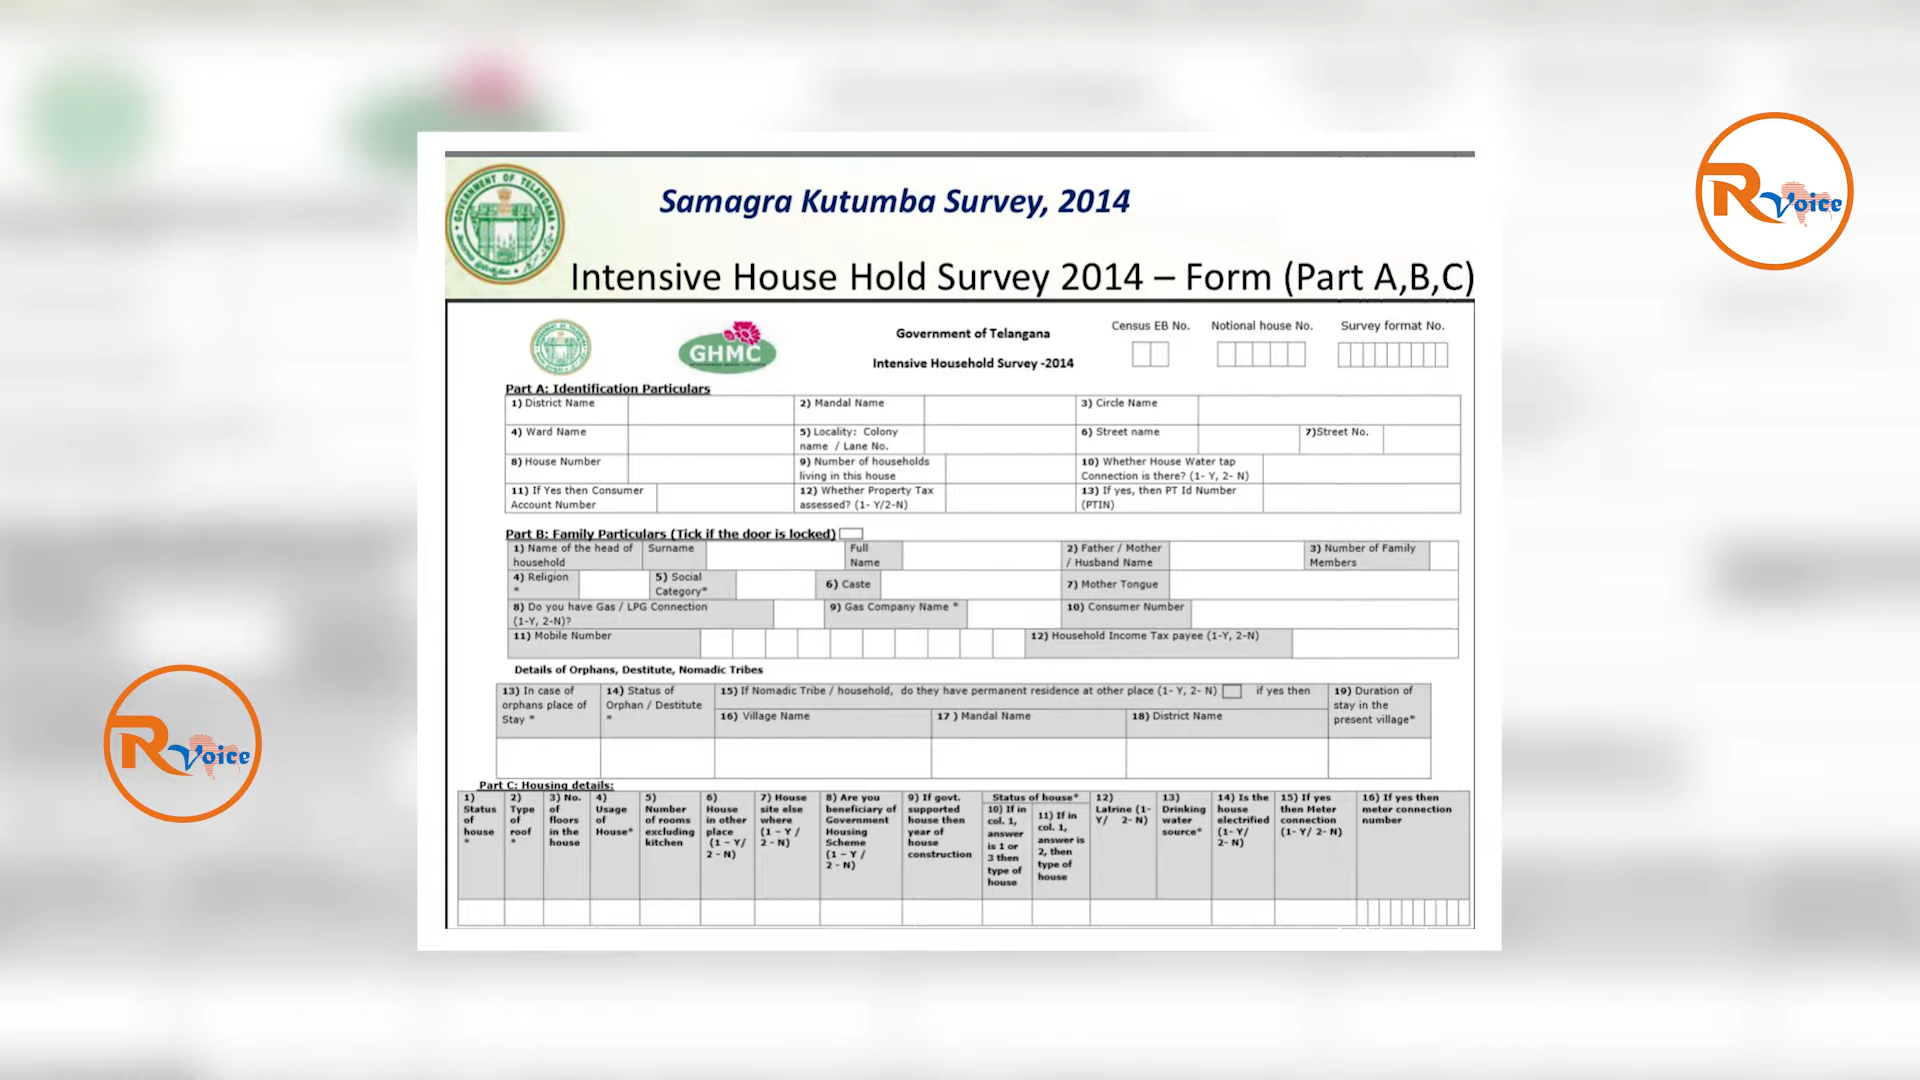 Samagra Kutumba Survey, 2014
Intensive House Hold Survey 2014 – Form (Part A,B,C)
GOVERNMENT OF TELANGANA
GHMC
Government of Telangana
Intensive Household Survey -2014
Census EB No.
Notional house No.
Survey format No.
Part A: Identification Particulars
1) District Name
2) Mandal Name
3) Circle Name
4) Ward Name
5) Locality: Colony
name / Lane No.
6) Street name
7)Street No.
8) House Number
9) Number of households
living in this house
10) Whether House Water tap
Connection is there? (1- Y, 2- N)
11) If Yes then Consumer
Account Number
12) Whether Property Tax
assessed? (1- Y/2-N)
13) If yes, then PT Id Number
(PTIN)
Part B: Family Particulars (Tick if the door is locked)
1) Name of the head of
household
Surname
Full
Name
2) Father / Mother
/ Husband Name
3) Number of Family
Members
4) Religion
*
5) Social
Category*
6) Caste
7) Mother Tongue
8) Do you have Gas / LPG Connection
(1-Y, 2-N)?
9) Gas Company Name *
10) Consumer Number
11) Mobile Number
12) Household Income Tax payee (1-Y, 2-N)
Details of Orphans, Destitute, Nomadic Tribes
13) In case of
orphans place of
Stay *
14) Status of
Orphan / Destitute
*
15) If Nomadic Tribe / household, do they have permanent residence at other place (1- Y, 2- N) if yes then
16) Village Name
17 ) Mandal Name
18) District Name
19) Duration of
stay in the
present village*
Part C: Housing details:
1)
Status
of
house
*
2)
Type
of
roof
*
3) No.
of
floors
in the
house
4)
Usage
of
House*
5)
Number
of rooms
excluding
kitchen
6)
House
in other
place
(1 – Y/
2 – N)
7) House
site else
where
(1 – Y /
2 – N)
8) Are you
beneficiary of
Government
Housing
Scheme
(1 – Y /
2 - N)
9) If govt.
supported
house then
year of
house
construction
Status of house*
10) If in
col. 1,
answer
is 1 or
3 then
type of
house
11) If in
col. 1,
answer is
2, then
type of
house
12)
Latrine (1-
Y/ 2- N)
13)
Drinking
water
source*
14) Is the
house
electrified
(1- Y/
2- N)
15) If yes
then Meter
connection
(1- Y/ 2- N)
16) If yes then
meter connection
number
R Voice
R Voice